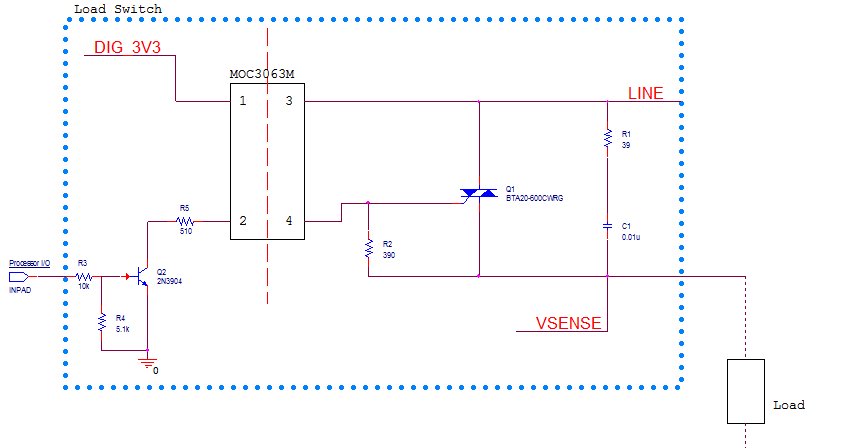 Load Switch
DIG 3V3
MOC3063M
1
3
LINE
R1
39
Q1
BTA20-600CWRG
R5
510
2
4
C1
0.01u
R2
390
Processor I/O
INPAD
R3
10k
Q2
2N3904
R4
5.1k
VSENSE
0
Load